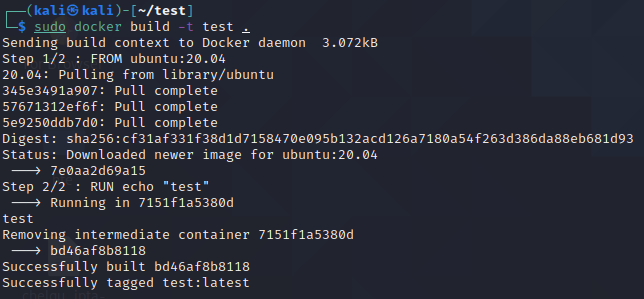 ┌──(kali㉿kali)-[~/test]
└─$ sudo docker build -t test .
Sending build context to Docker daemon  3.072kB
Step 1/2 : FROM ubuntu:20.04
20.04: Pulling from library/ubuntu
345e3491a907: Pull complete
57671312ef6f: Pull complete
5e9250ddb7d0: Pull complete
Digest: sha256:cf31af331f38d1d7158470e095b132acd126a7180a54f263d386da88eb681d93
Status: Downloaded newer image for ubuntu:20.04
 ---> 7e0aa2d69a15
Step 2/2 : RUN echo "test"
 ---> Running in 7151f1a5380d
test
Removing intermediate container 7151f1a5380d
 ---> bd46af8b8118
Successfully built bd46af8b8118
Successfully tagged test:latest